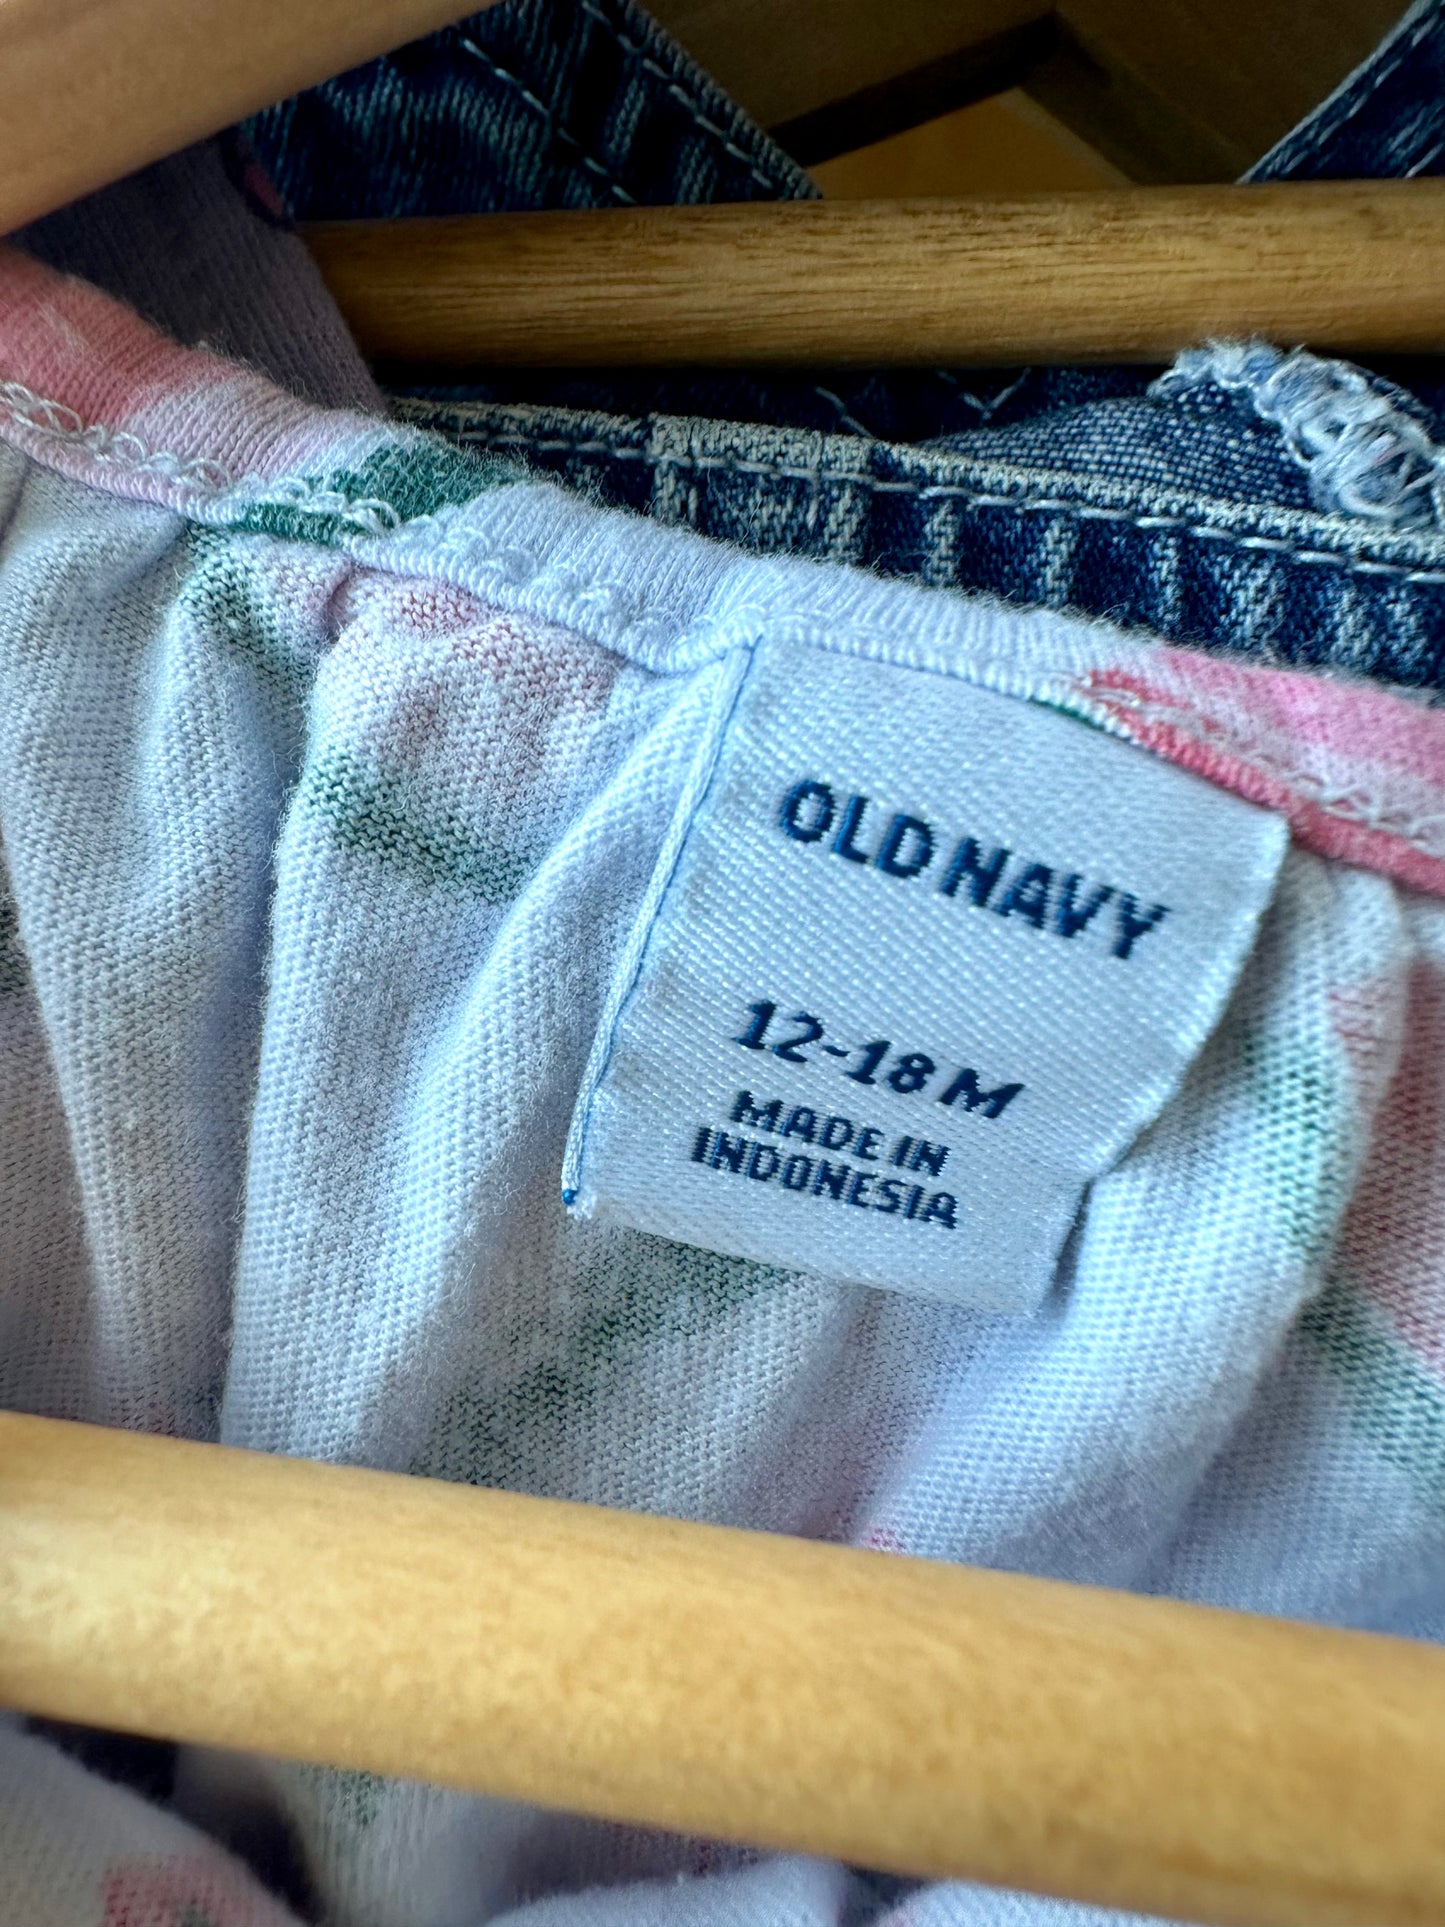 OLD NAVY
12-18 M
MADE IN
INDONESIA